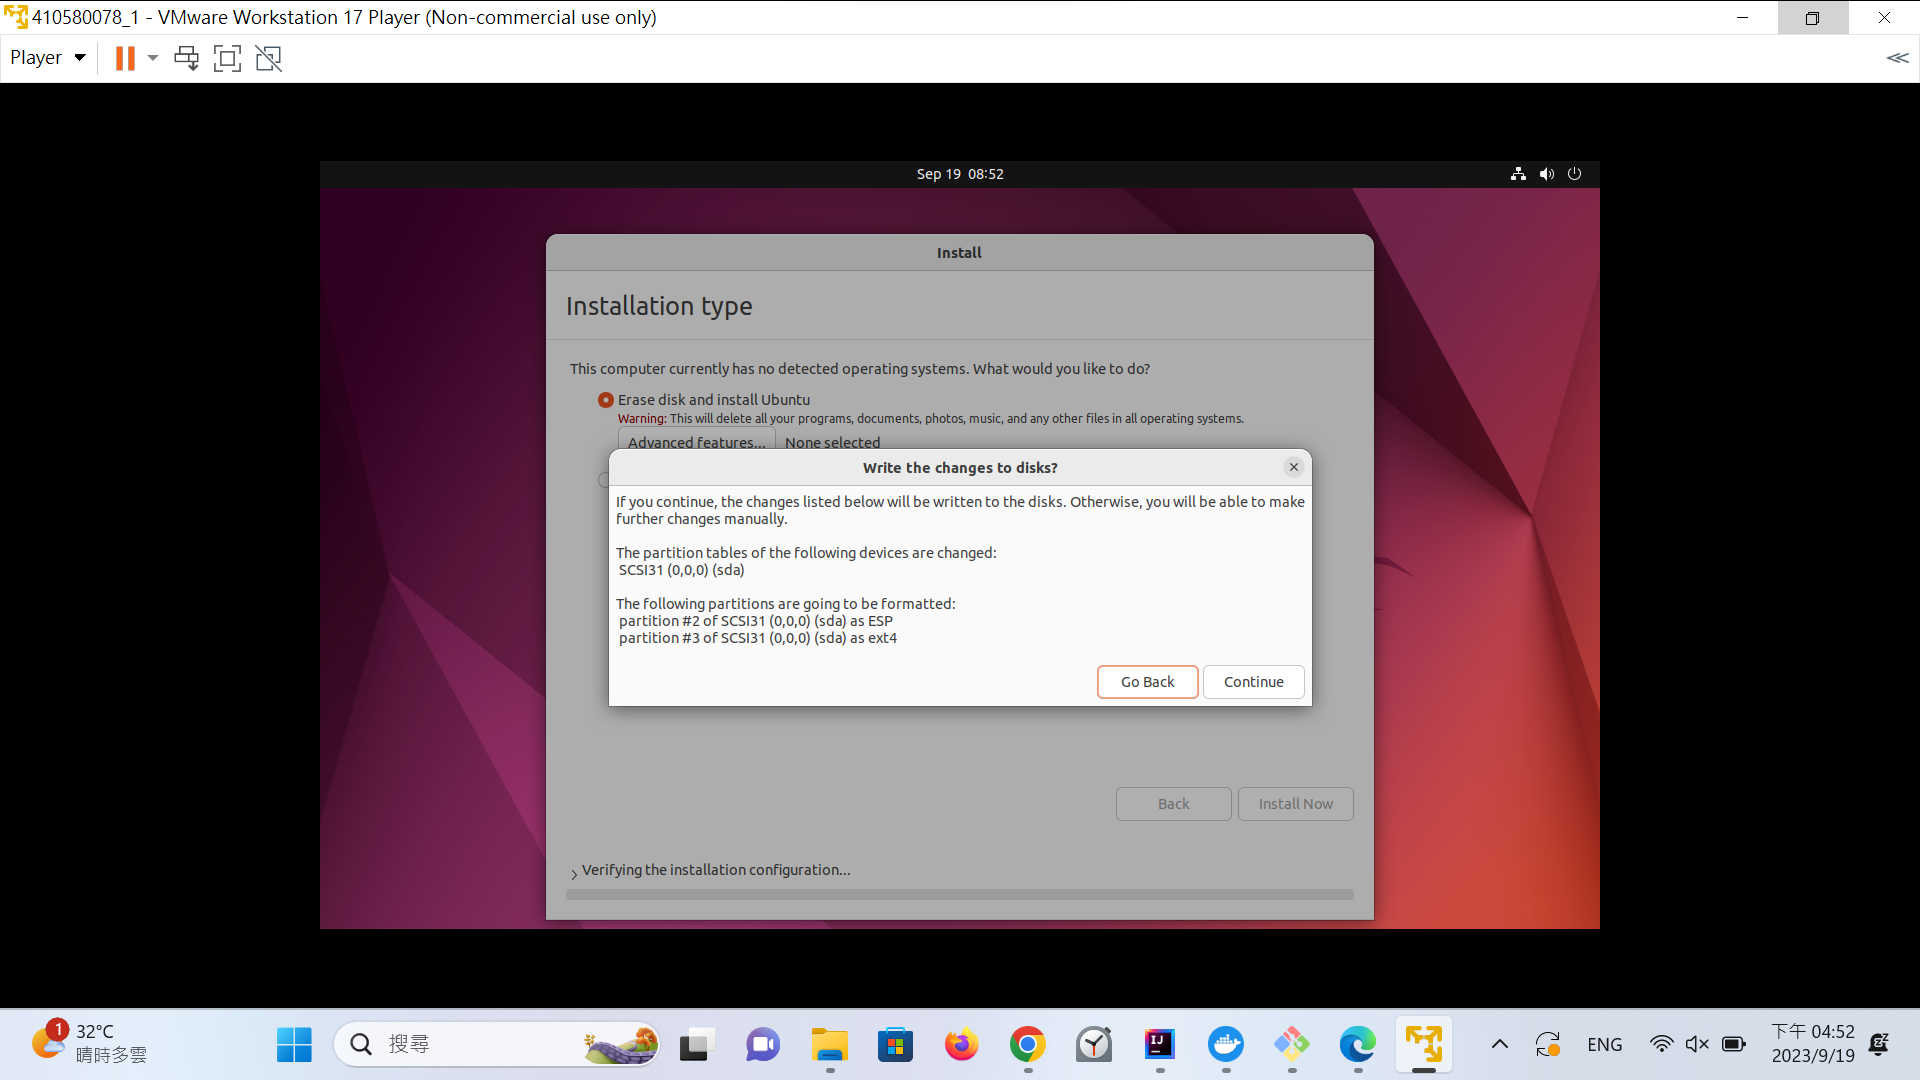 410580078_1 - VMware Workstation 17 Player (Non-commercial use only)
Player
Sep 19  08:52
Install
Installation type
This computer currently has no detected operating systems. What would you like to do?
Erase disk and install Ubuntu
Warning: This will delete all your programs, documents, photos, music, and any other files in all operating systems.
Advanced features... None selected
Write the changes to disks?
If you continue, the changes listed below will be written to the disks. Otherwise, you will be able to make
further changes manually.
The partition tables of the following devices are changed:
SCSI31 (0,0,0) (sda)
The following partitions are going to be formatted:
partition #2 of SCSI31 (0,0,0) (sda) as ESP
partition #3 of SCSI31 (0,0,0) (sda) as ext4
Go Back Continue
Back Install Now
Verifying the installation configuration...
1
32°C
晴時多雲
搜尋
IJ
ENG
下午 04:52
2023/9/19